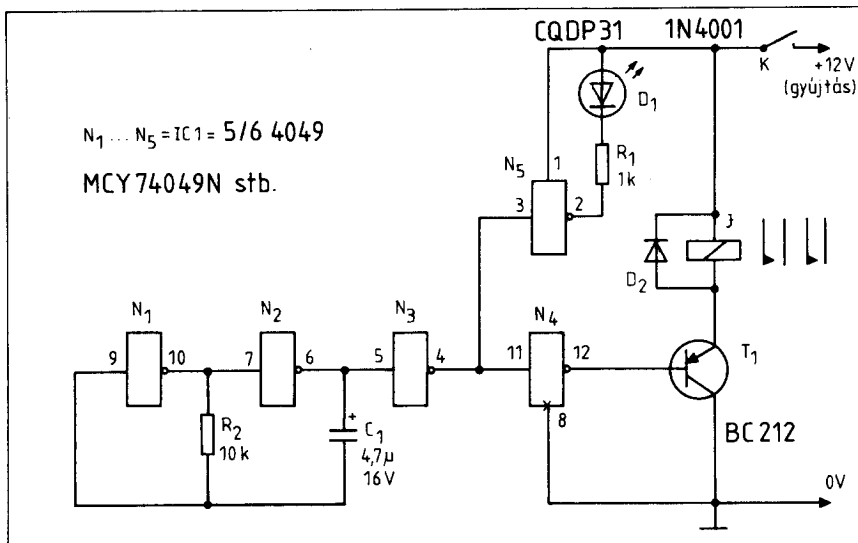 CQDP31 1N4001
K +12V
(gyújtás)
D1
N1 ... N5 = IC1 = 5/6 4049
MCY74049N stb.
N5 1
R1
1k
3 2
J
D2
N1 N2 N3 N4
T1
9 10 7 6 5 4 11 12
8
R2
10k
+
C1
4,7µ
16V
BC212
0V